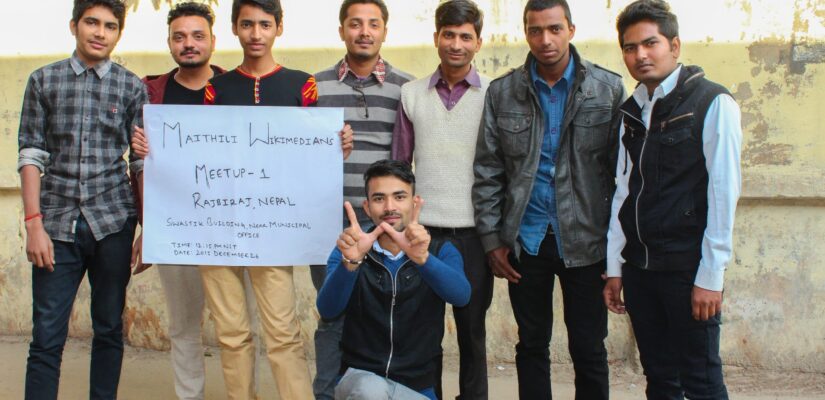 MAITHILI WIKIMEDIANS
MEETUP-1
RAJBIRAJ, NEPAL
SWASTIK BUILDING, NEAR MUNICIPAL
OFFICE
TIME: 12:15 PM NST
DATE: 2015 DECEMBER 26